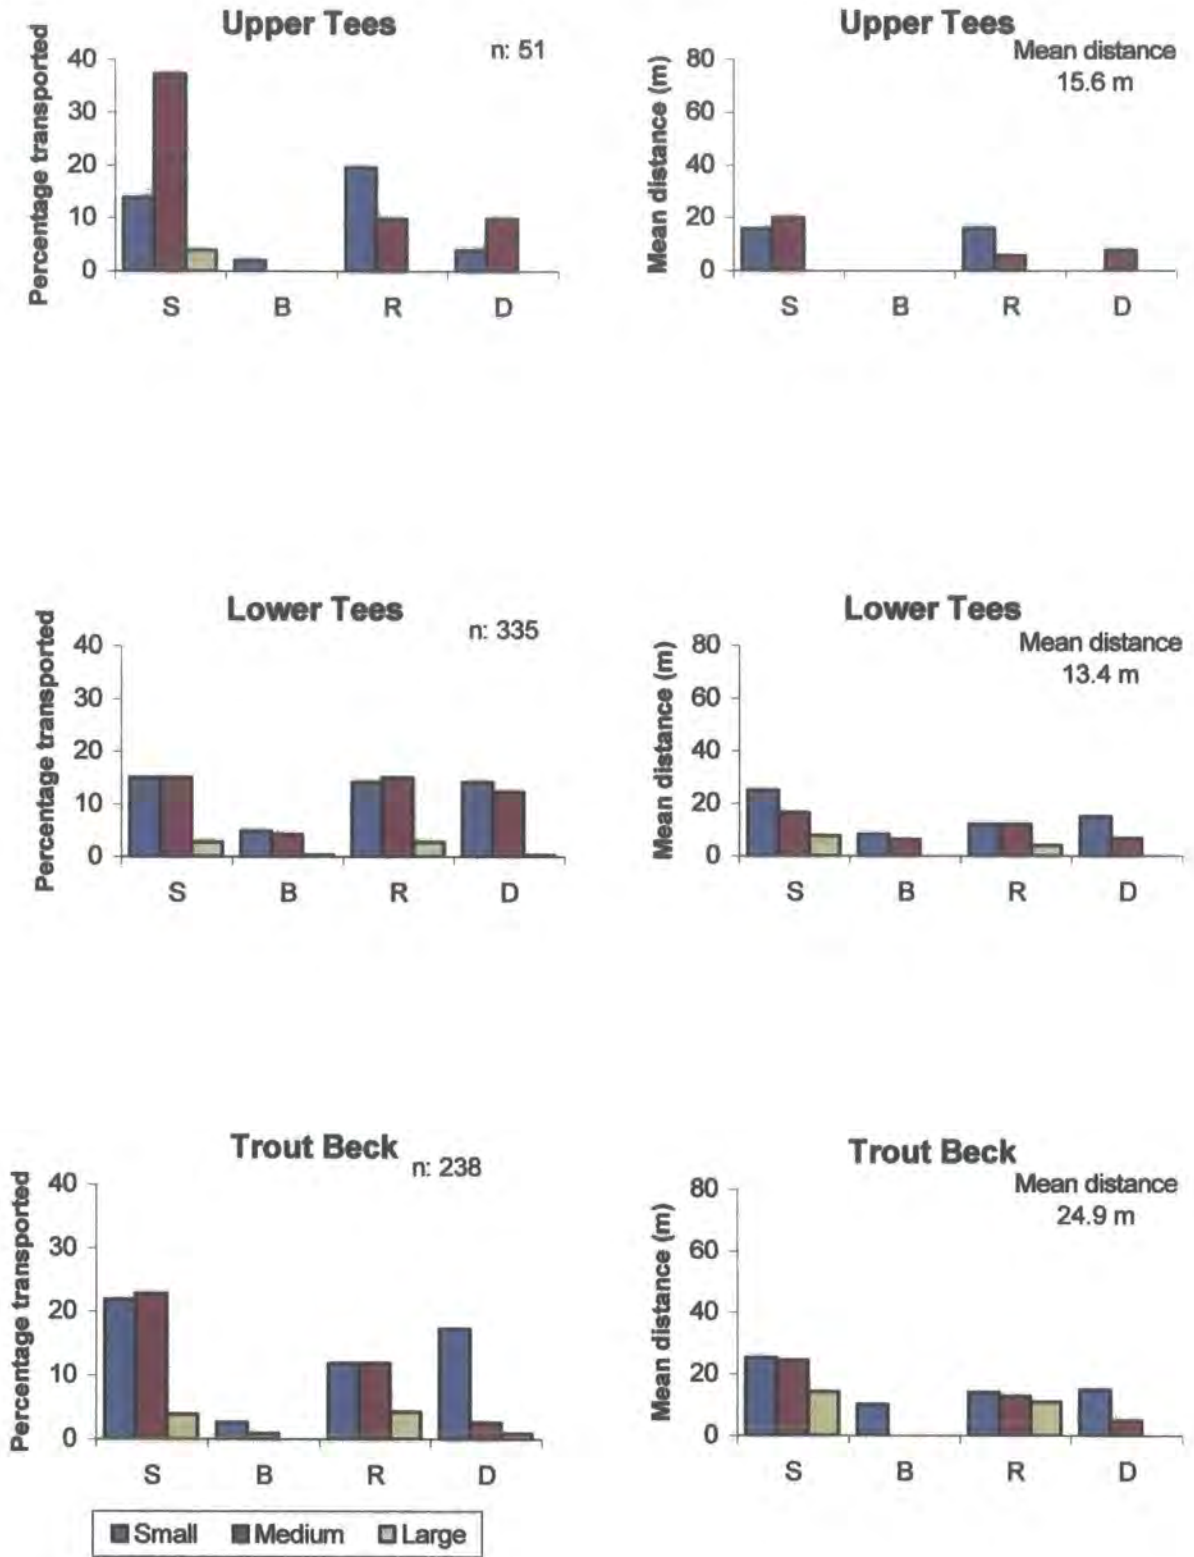 Upper Tees
n: 51
Percentage transported
40
30
20
10
0
S B R D
Upper Tees
Mean distance
15.6 m
Mean distance (m)
80
60
40
20
0
S B R D
Lower Tees
n: 335
Percentage transported
40
30
20
10
0
S B R D
Lower Tees
Mean distance
13.4 m
Mean distance (m)
80
60
40
20
0
S B R D
Trout Beck
n: 238
Percentage transported
40
30
20
10
0
S B R D
Small Medium Large
Trout Beck
Mean distance
24.9 m
Mean distance (m)
80
60
40
20
0
S B R D